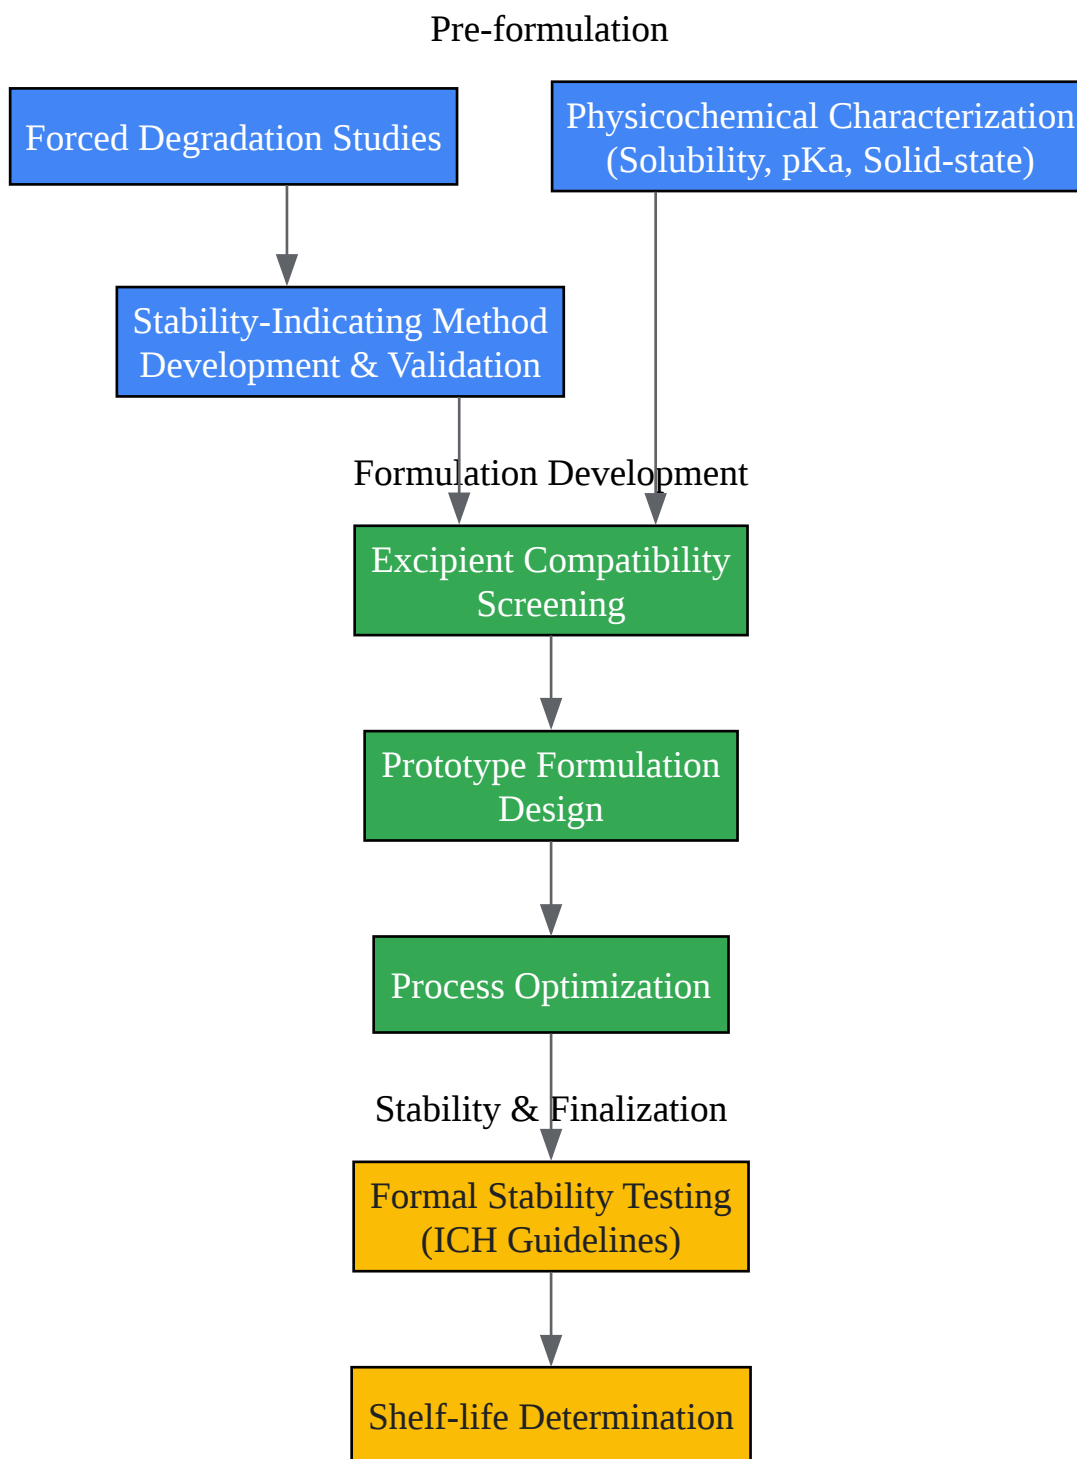 Pre-formulation
Forced Degradation Studies
Physicochemical Characterization
(Solubility, pKa, Solid-state)
Stability-Indicating Method
Development & Validation
Formulation Development
Excipient Compatibility
Screening
Prototype Formulation
Design
Process Optimization
Stability & Finalization
Formal Stability Testing
(ICH Guidelines)
Shelf-life Determination